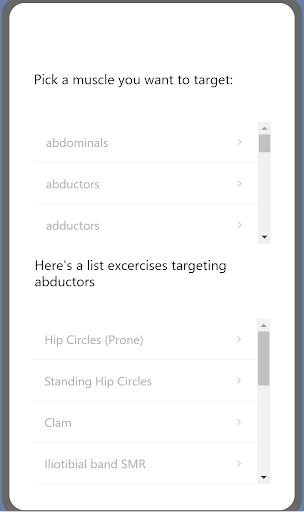 Pick a muscle you want to target:
abdominals
abductors
adductors
Here's a list excercises targeting
abductors
Hip Circles (Prone)
Standing Hip Circles
Clam
Iliotibial band SMR